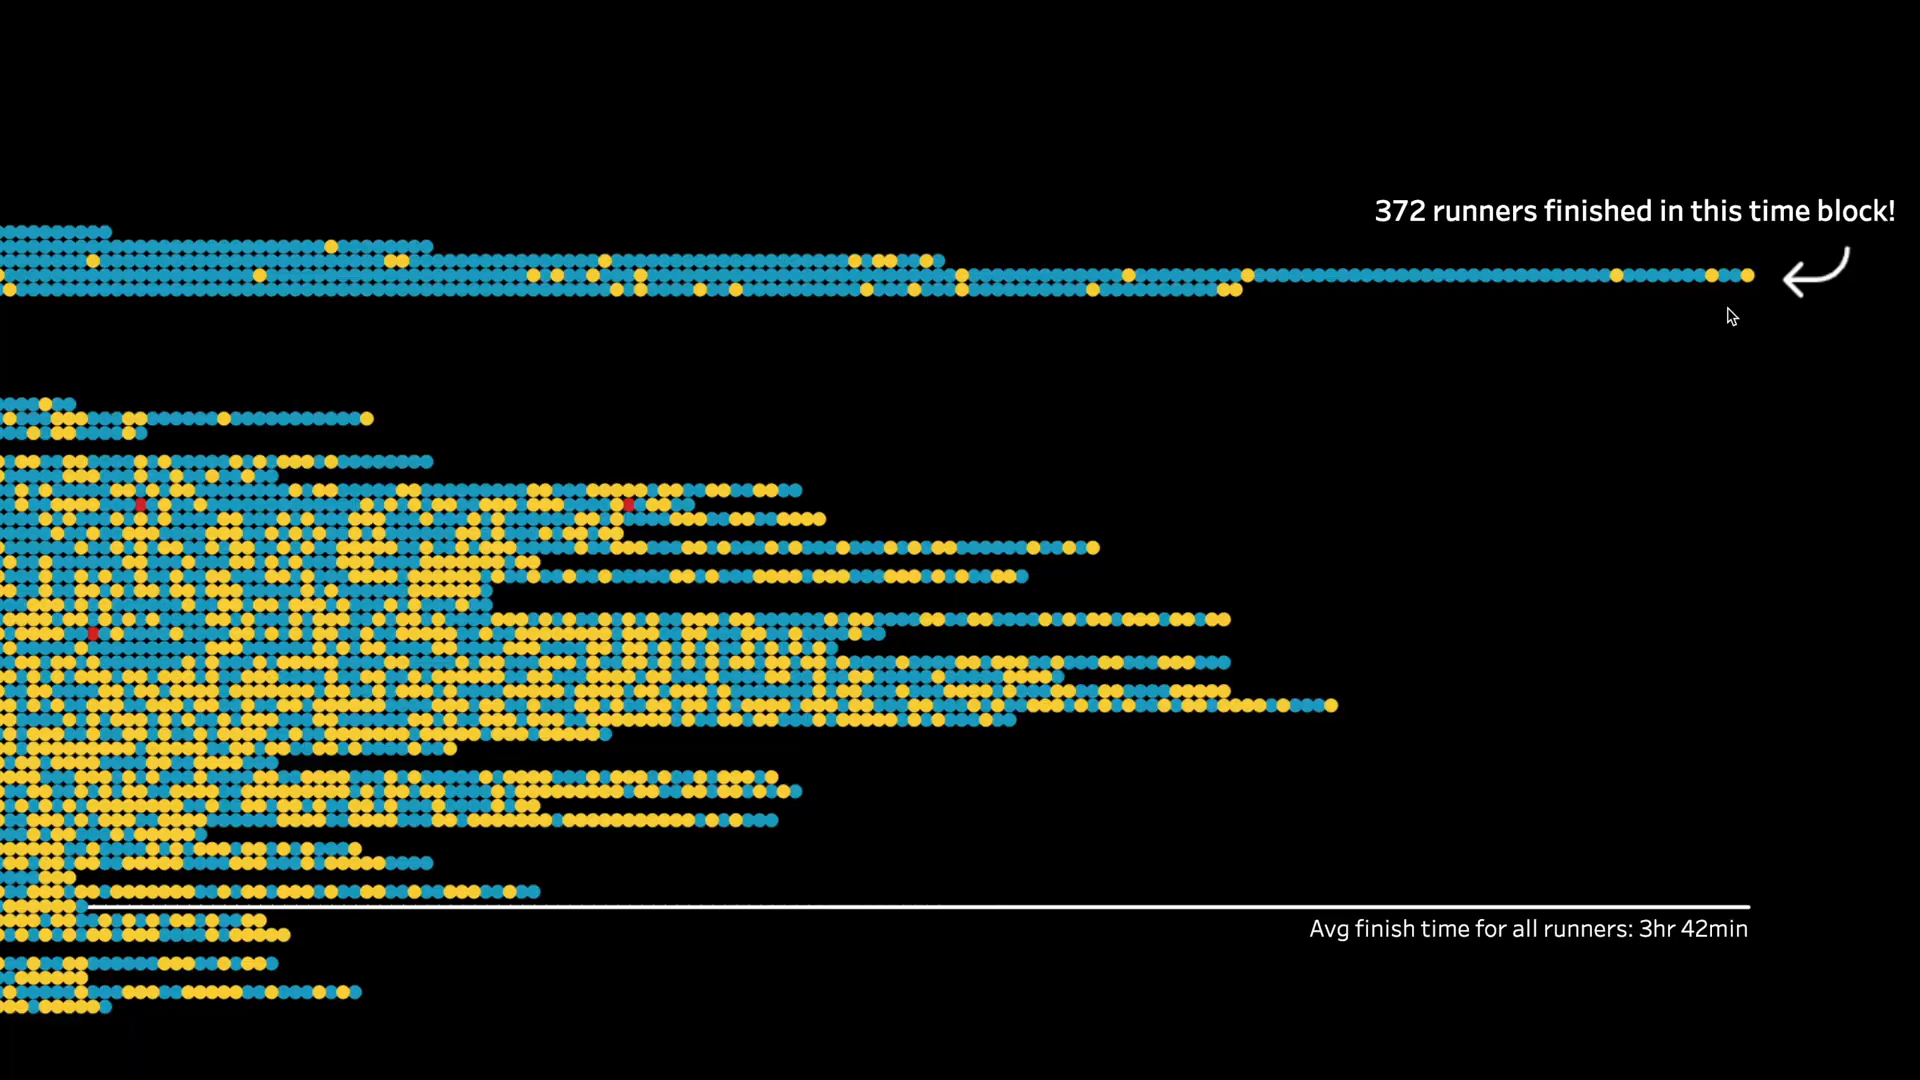 372 runners finished in this time block!
Avg finish time for all runners: 3hr 42min